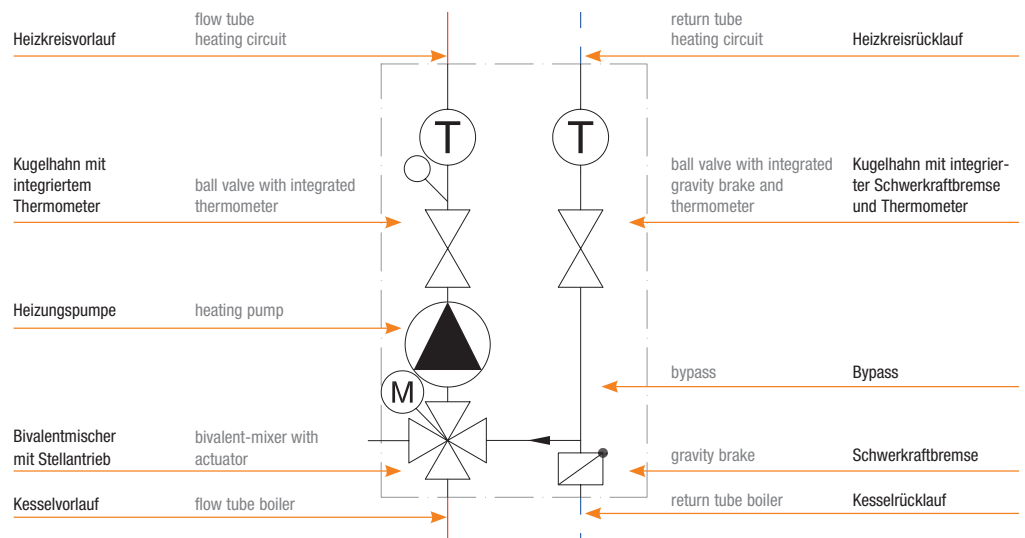 flow tube
Heizkreisvorlauf heating circuit
return tube
heating circuit Heizkreisrücklauf
T
T
Kugelhahn mit
integriertem ball valve with integrated
Thermometer thermometer
ball valve with integrated Kugelhahn mit integrier-
gravity brake and ter Schwerkraftbremse
thermometer und Thermometer
Heizungspumpe heating pump
M
bypass Bypass
Bivalentmischer bivalent-mixer with
mit Stellantrieb actuator
gravity brake Schwerkraftbremse
Kesselvorlauf flow tube boiler
return tube boiler Kesselrücklauf